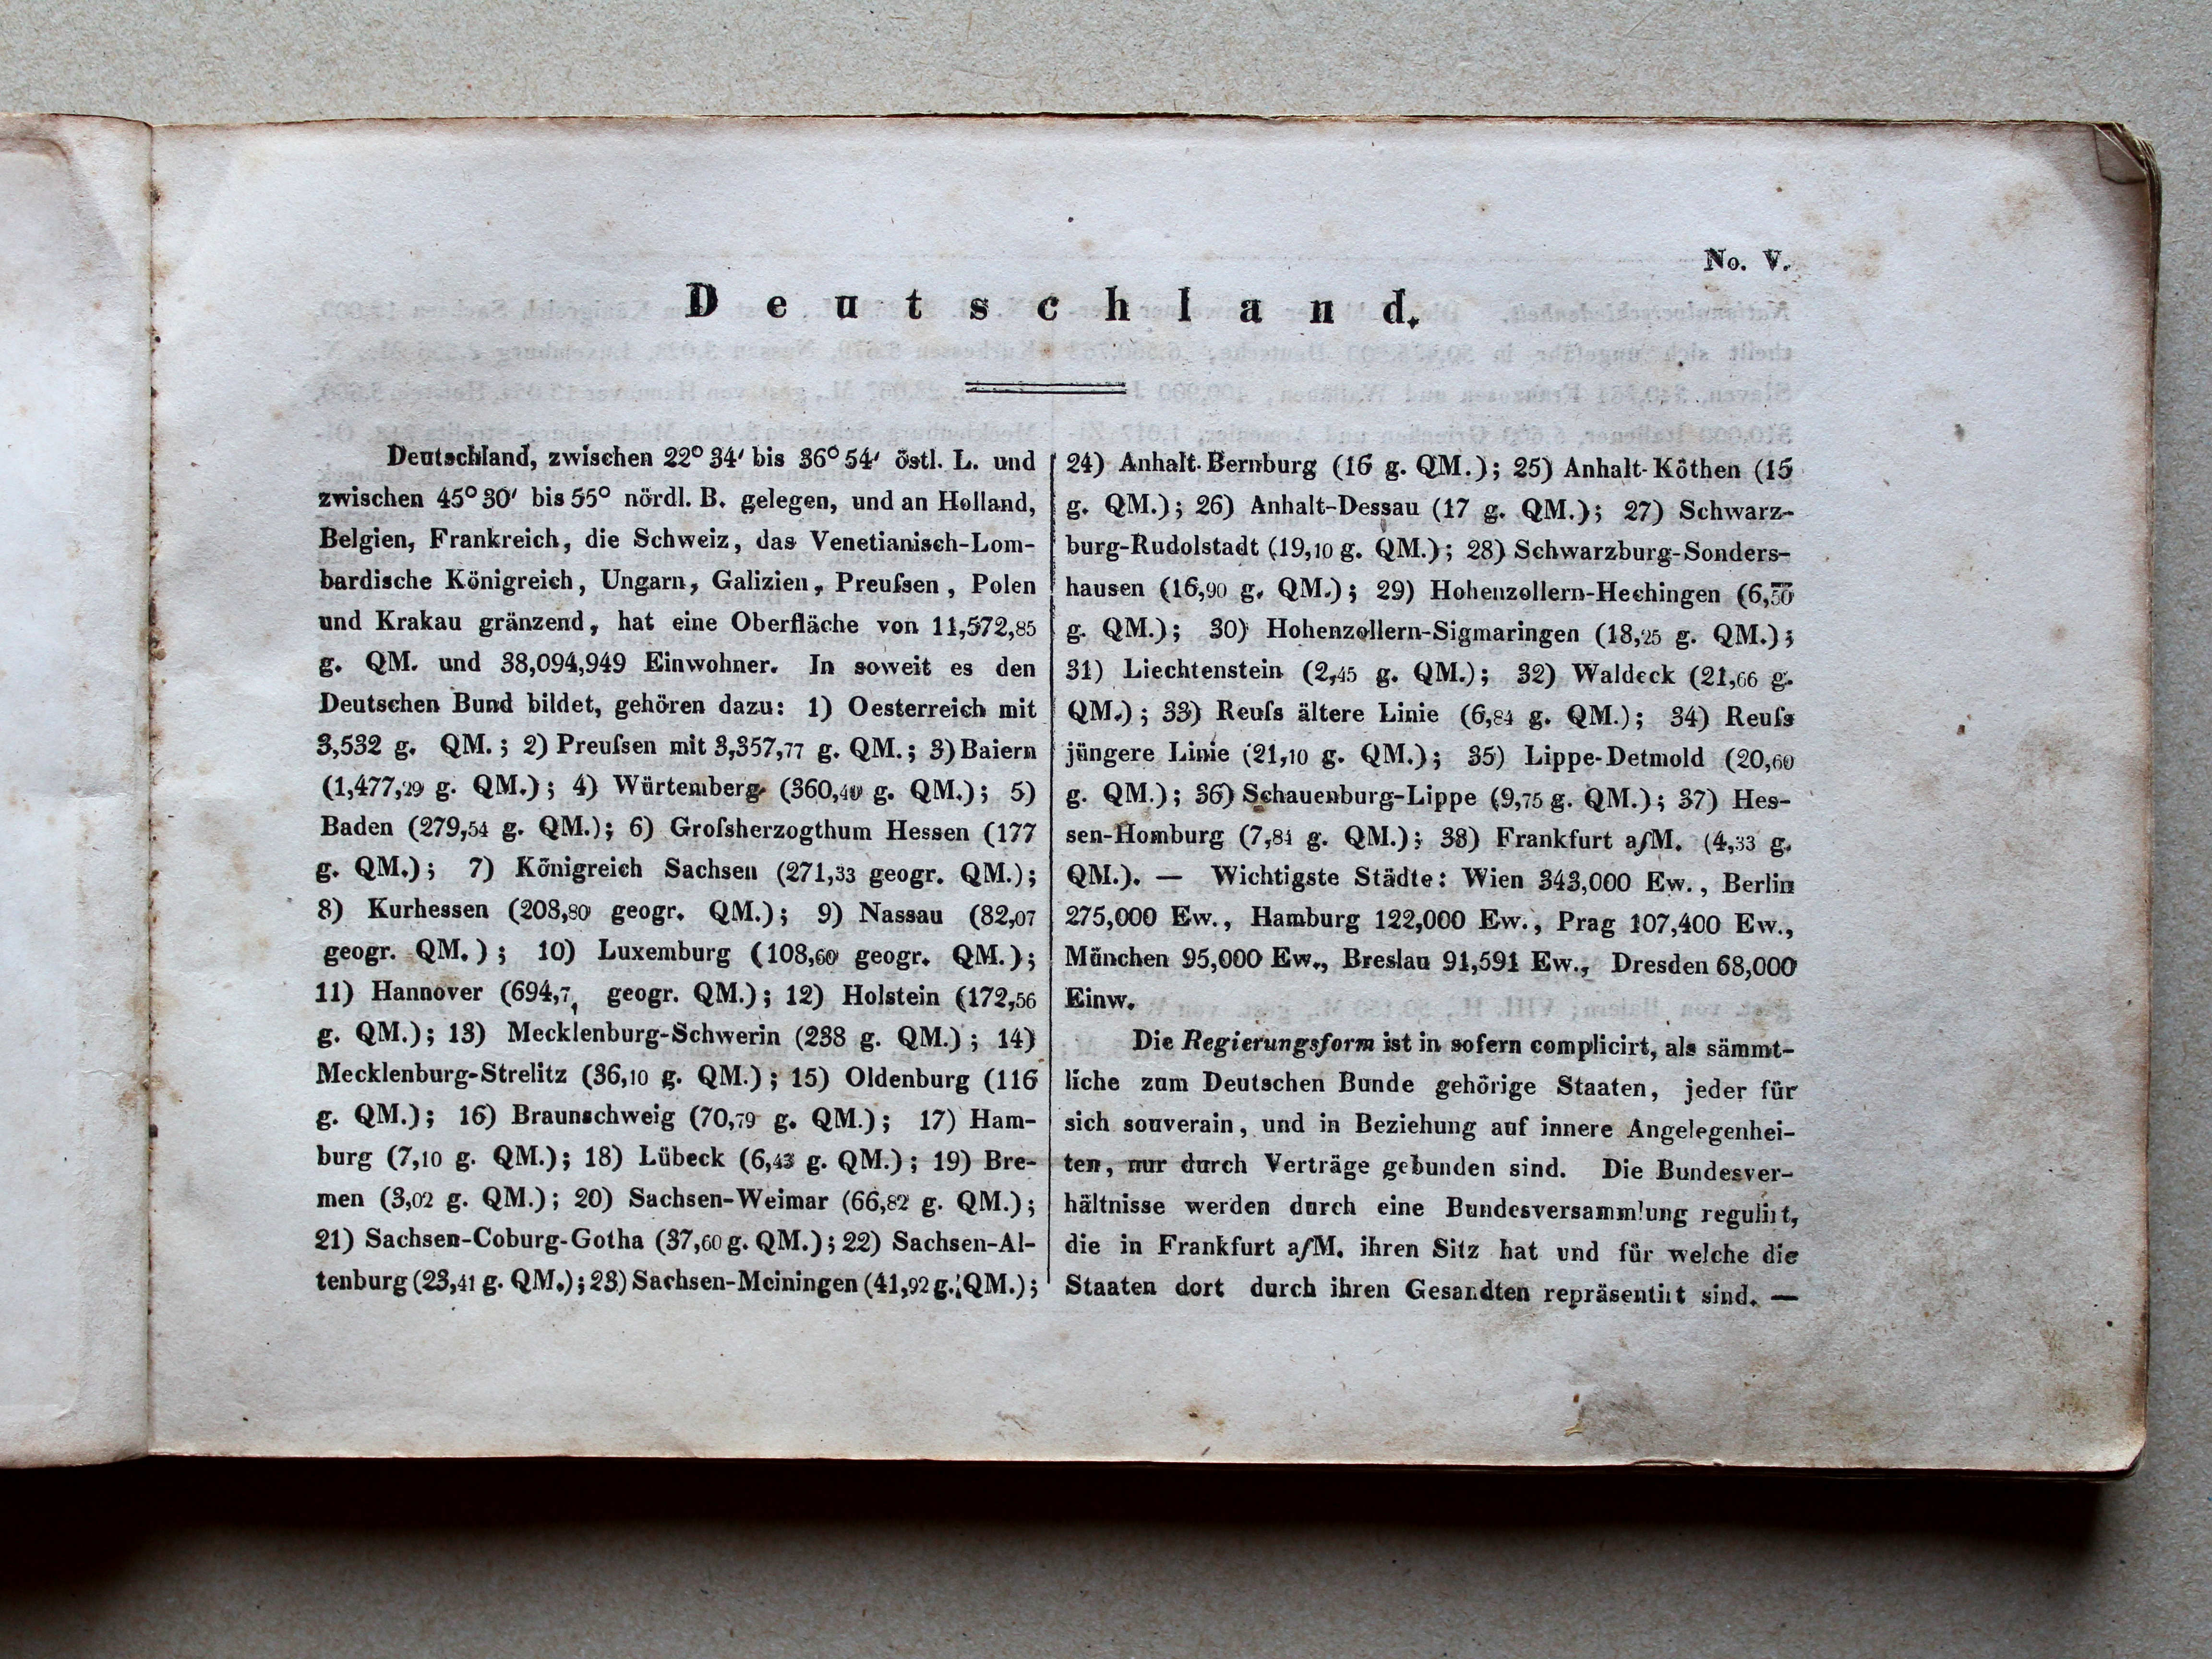 No. V.
Deutschland.
Deutschland, zwischen 22° 34′ bis 36° 54′ östl. L. und
zwischen 45° 30′ bis 55° nördl. B. gelegen, und an Holland,
Belgien, Frankreich, die Schweiz, das Venetianisch-Lom-
bardische Königreich, Ungarn, Galizien, Preuſsen, Polen
und Krakau gränzend, hat eine Oberfläche von 11,572,85
g. QM. und 38,094,949 Einwohner. In soweit es den
Deutschen Bund bildet, gehören dazu: 1) Oesterreich mit
3,532 g. QM.; 2) Preuſsen mit 3,357,77 g. QM.; 3) Baiern
(1,477,29 g. QM.); 4) Würtemberg (360,40 g. QM.); 5)
Baden (279,54 g. QM.); 6) Groſsherzogthum Hessen (177
g. QM.); 7) Königreich Sachsen (271,33 geogr. QM.);
8) Kurhessen (208,80 geogr. QM.); 9) Nassau (82,07
geogr. QM.); 10) Luxemburg (108,60 geogr. QM.);
11) Hannover (694,7 geogr. QM.); 12) Holstein (172,56
g. QM.); 13) Mecklenburg-Schwerin (238 g. QM.); 14)
Mecklenburg-Strelitz (36,10 g. QM.); 15) Oldenburg (116
g. QM.); 16) Braunschweig (70,79 g. QM.); 17) Ham-
burg (7,10 g. QM.); 18) Lübeck (6,43 g. QM.); 19) Bre-
men (3,02 g. QM.); 20) Sachsen-Weimar (66,82 g. QM.);
21) Sachsen-Coburg-Gotha (37,60 g. QM.); 22) Sachsen-Al-
tenburg (23,41 g. QM.); 23) Sachsen-Meiningen (41,92 g. QM.);
24) Anhalt-Bernburg (16 g. QM.); 25) Anhalt-Köthen (15
g. QM.); 26) Anhalt-Dessau (17 g. QM.); 27) Schwarz-
burg-Rudolstadt (19,10 g. QM.); 28) Schwarzburg-Sonders-
hausen (16,90 g. QM.); 29) Hohenzollern-Hechingen (6,50
g. QM.); 30) Hohenzollern-Sigmaringen (18,25 g. QM.);
31) Liechtenstein (2,45 g. QM.); 32) Waldeck (21,66 g.
QM.); 33) Reuſs ältere Linie (6,84 g. QM.); 34) Reuſs
jüngere Linie (21,10 g. QM.); 35) Lippe-Detmold (20,60
g. QM.); 36) Schauenburg-Lippe (9,75 g. QM.); 37) Hes-
sen-Homburg (7,84 g. QM.); 38) Frankfurt aſM. (4,33 g.
QM.). — Wichtigste Städte: Wien 343,000 Ew., Berlin
275,000 Ew., Hamburg 122,000 Ew., Prag 107,400 Ew.,
München 95,000 Ew., Breslau 91,591 Ew., Dresden 68,000
Einw.
Die Regierungsform ist in sofern complicirt, als sämmt-
liche zum Deutschen Bunde gehörige Staaten, jeder für
sich souverain, und in Beziehung auf innere Angelegenhei-
ten, nur durch Verträge gebunden sind. Die Bundesver-
hältnisse werden durch eine Bundesversammlung regulirt,
die in Frankfurt aſM. ihren Sitz hat und für welche die
Staaten dort durch ihren Gesandten repräsentirt sind. —